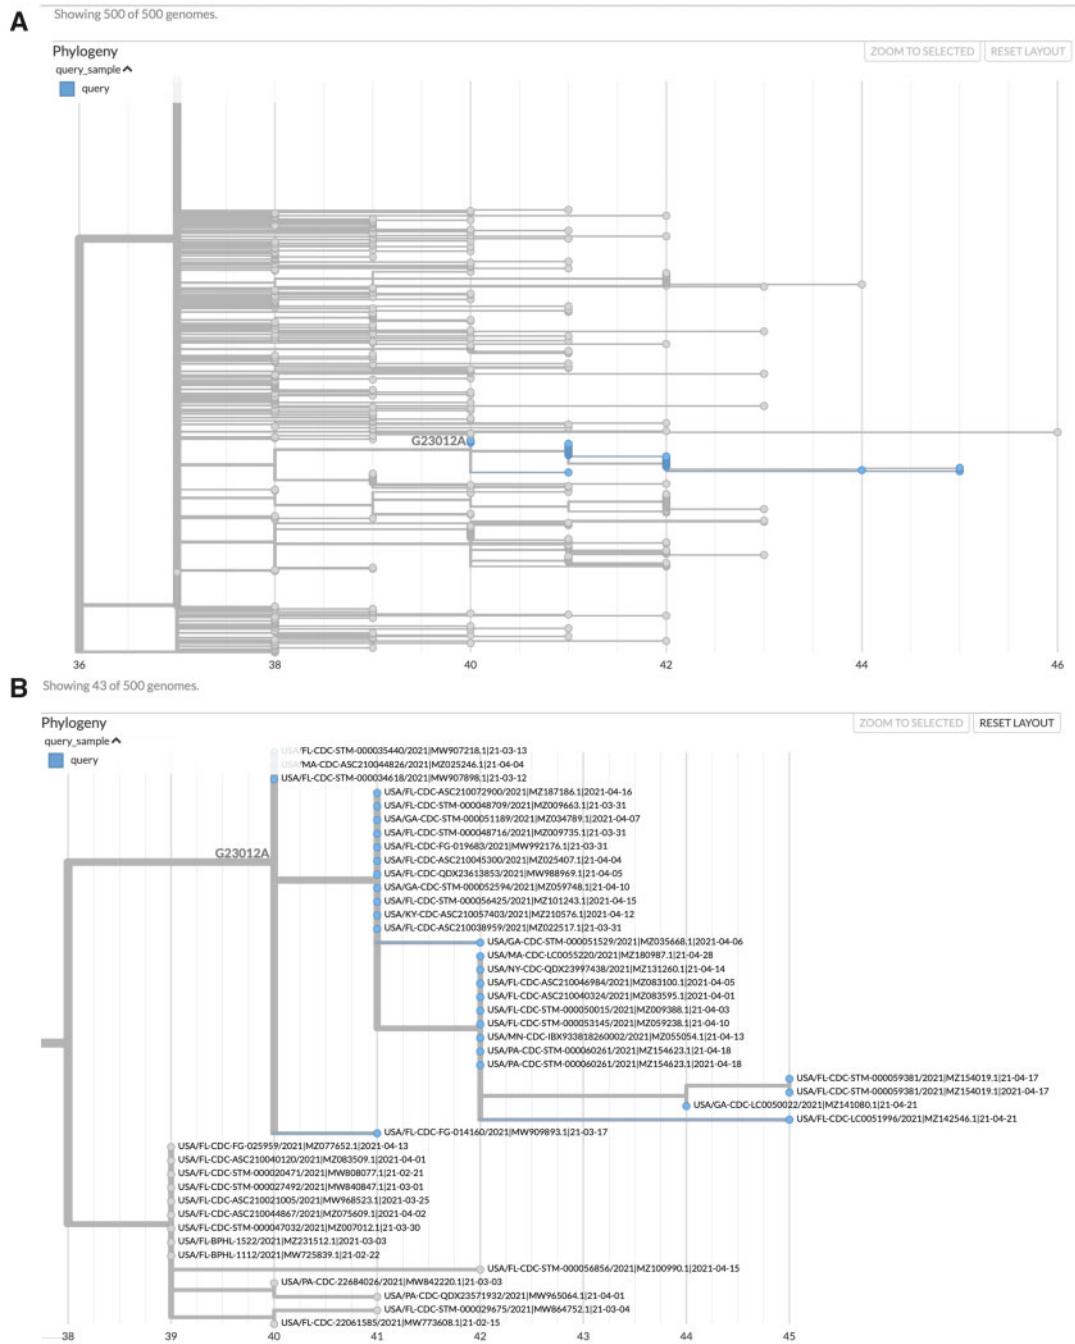 A
Showing 500 of 500 genomes.
Phylogeny
ZOOM TO SELECTED
RESET LAYOUT
query_sample
query
G23012A
36
38
40
42
44
46
B
Showing 43 of 500 genomes.
Phylogeny
ZOOM TO SELECTED
RESET LAYOUT
query_sample
query
USA/FL-CDC-STM-000035440/2021|MW907218.1|21-03-13
USA/MA-CDC-ASC210044826/2021|MZ025246.1|21-04-04
USA/FL-CDC-STM-000034618/2021|MW907898.1|21-03-12
USA/FL-CDC-ASC210072900/2021|MZ187186.1|2021-04-16
USA/FL-CDC-STM-000048709/2021|MZ009663.1|21-03-31
USA/GA-CDC-STM-000051189/2021|MZ034789.1|2021-04-07
USA/FL-CDC-STM-000048716/2021|MZ009735.1|21-03-31
G23012A
USA/FL-CDC-FG-019683/2021|MW992176.1|21-03-31
USA/FL-CDC-ASC210045300/2021|MZ025407.1|21-04-04
USA/FL-CDC-QDX23613853/2021|MW988969.1|21-04-05
USA/GA-CDC-STM-000052594/2021|MZ059748.1|21-04-10
USA/FL-CDC-STM-000056425/2021|MZ101243.1|21-04-15
USA/KY-CDC-ASC210057403/2021|MZ210576.1|2021-04-12
USA/FL-CDC-ASC210038959/2021|MZ022517.1|21-03-31
USA/GA-CDC-STM-000051529/2021|MZ035668.1|2021-04-06
USA/MA-CDC-LC0055220/2021|MZ180987.1|21-04-28
USA/NY-CDC-QDX23997438/2021|MZ131260.1|21-04-14
USA/FL-CDC-ASC210046984/2021|MZ083100.1|21-04-05
USA/FL-CDC-ASC210040324/2021|MZ083595.1|21-04-01
USA/FL-CDC-STM-000050015/2021|MZ009388.1|21-04-03
USA/FL-CDC-STM-000053145/2021|MZ059238.1|21-04-10
USA/MN-CDC-IBX933818260002/2021|MZ055054.1|21-04-13
USA/PA-CDC-STM-000060261/2021|MZ154623.1|21-04-18
USA/PA-CDC-STM-000060261/2021|MZ154623.1|21-04-18
USA/FL-CDC-STM-000059381/2021|MZ154019.1|21-04-17
USA/FL-CDC-STM-000059381/2021|MZ154019.1|21-04-17
USA/GA-CDC-LC0050022/2021|MZ141080.1|21-04-21
USA/FL-CDC-LC0051996/2021|MZ142546.1|21-04-21
USA/FL-CDC-FG-014160/2021|MW909893.1|21-03-17
USA/FL-CDC-FG-025959/2021|MZ077652.1|2021-04-13
USA/FL-CDC-ASC210040120/2021|MZ083509.1|2021-04-01
USA/FL-CDC-STM-000020471/2021|MW808077.1|21-02-21
USA/FL-CDC-STM-000027492/2021|MW840847.1|21-03-01
USA/FL-CDC-ASC210021005/2021|MW968523.1|2021-03-25
USA/FL-CDC-ASC210044867/2021|MZ075609.1|2021-04-02
USA/FL-CDC-STM-000047032/2021|MZ007012.1|21-03-30
USA/FL-BPHL-1522/2021|MZ231512.1|2021-03-03
USA/FL-BPHL-1112/2021|MW725839.1|21-02-22
USA/FL-CDC-STM-000056856/2021|MZ100990.1|2021-04-15
USA/PA-CDC-22684026/2021|MW842220.1|21-03-03
USA/PA-CDC-QDX23571932/2021|MW965064.1|21-04-01
USA/FL-CDC-STM-000029675/2021|MW864752.1|21-03-04
USA/FL-CDC-22061585/2021|MW773608.1|21-02-15
38
39
40
41
42
43
44
45